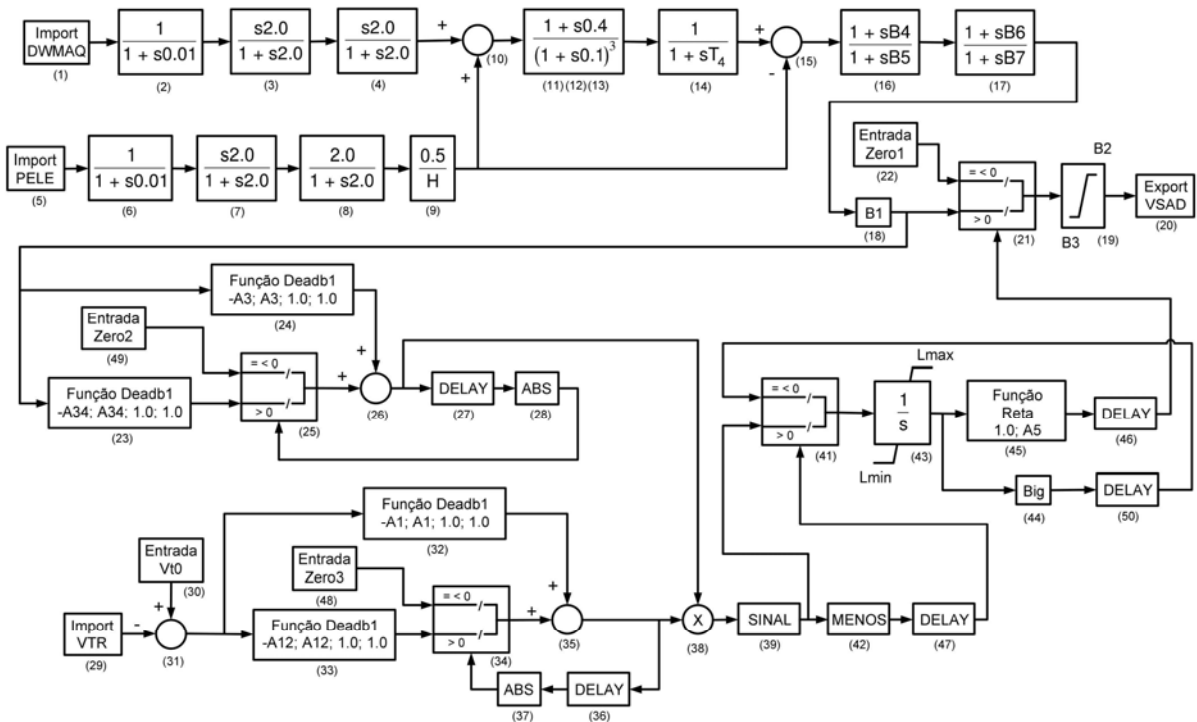 Import
DWMAQ
(1)
1
1 + s0.01
(2)
s2.0
1 + s2.0
(3)
s2.0
1 + s2.0
(4)
+
+
(10)
1 + s0.4
(1 + s0.1)³
(11) (12) (13)
1
1 + sT₄
(14)
+
-
(15)
1 + sB4
1 + sB5
(16)
1 + sB6
1 + sB7
(17)
Import
PELE
(5)
1
1 + s0.01
(6)
s2.0
1 + s2.0
(7)
2.0
1 + s2.0
(8)
0.5
H
(9)
Entrada
Zero1
(22)
B1
(18)
= < 0
> 0
(21)
B2
B3
(19)
Export
VSAD
(20)
Função Deadb1
-A3; A3; 1.0; 1.0
(24)
Entrada
Zero2
(49)
Função Deadb1
-A34; A34; 1.0; 1.0
(23)
= < 0
> 0
(25)
+
+
(26)
DELAY
(27)
ABS
(28)
= < 0
> 0
(41)
Lmax
1
s
Lmin
(43)
Função
Reta
1.0; A5
(45)
DELAY
(46)
Big
(44)
DELAY
(50)
Função Deadb1
-A1; A1; 1.0; 1.0
(32)
Entrada
Vt0
(30)
Import
VTR
(29)
-
+
(31)
Entrada
Zero3
(48)
Função Deadb1
-A12; A12; 1.0; 1.0
(33)
= < 0
> 0
(34)
+
+
(35)
ABS
(37)
DELAY
(36)
X
(38)
SINAL
(39)
MENOS
(42)
DELAY
(47)